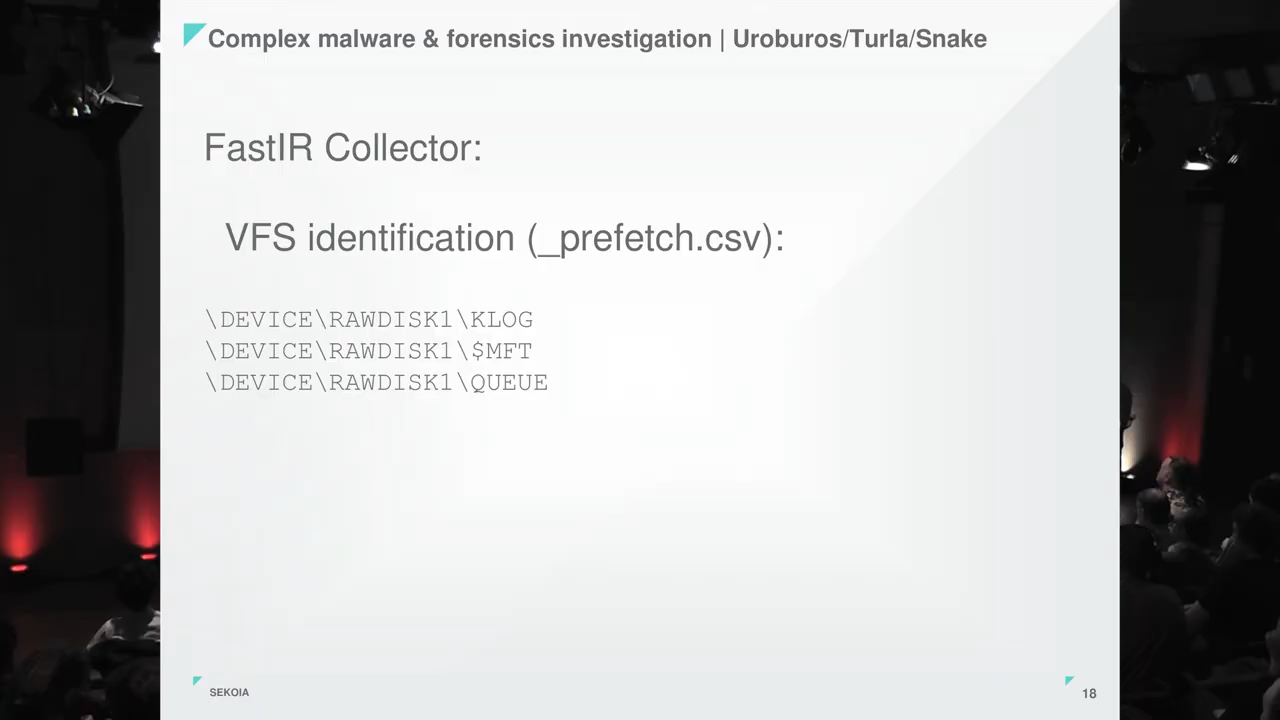 Complex malware & forensics investigation | Uroburos/Turla/Snake
FastIR Collector:
VFS identification (_prefetch.csv):
\DEVICE\RAWDISK1\KLOG
\DEVICE\RAWDISK1\$MFT
\DEVICE\RAWDISK1\QUEUE
SEKOIA
18